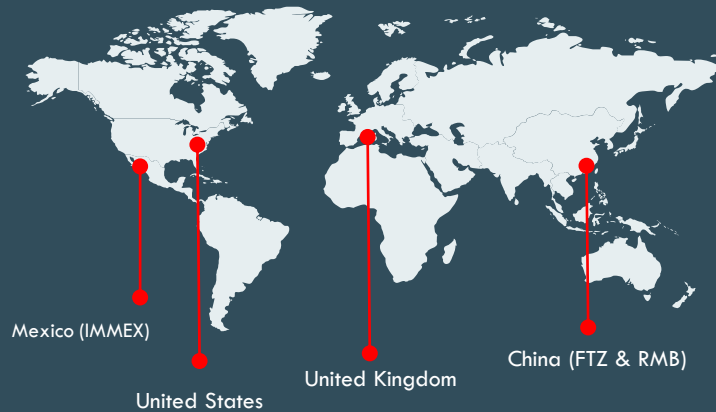 Mexico (IMMEX)
United States
United Kingdom
China (FTZ & RMB)